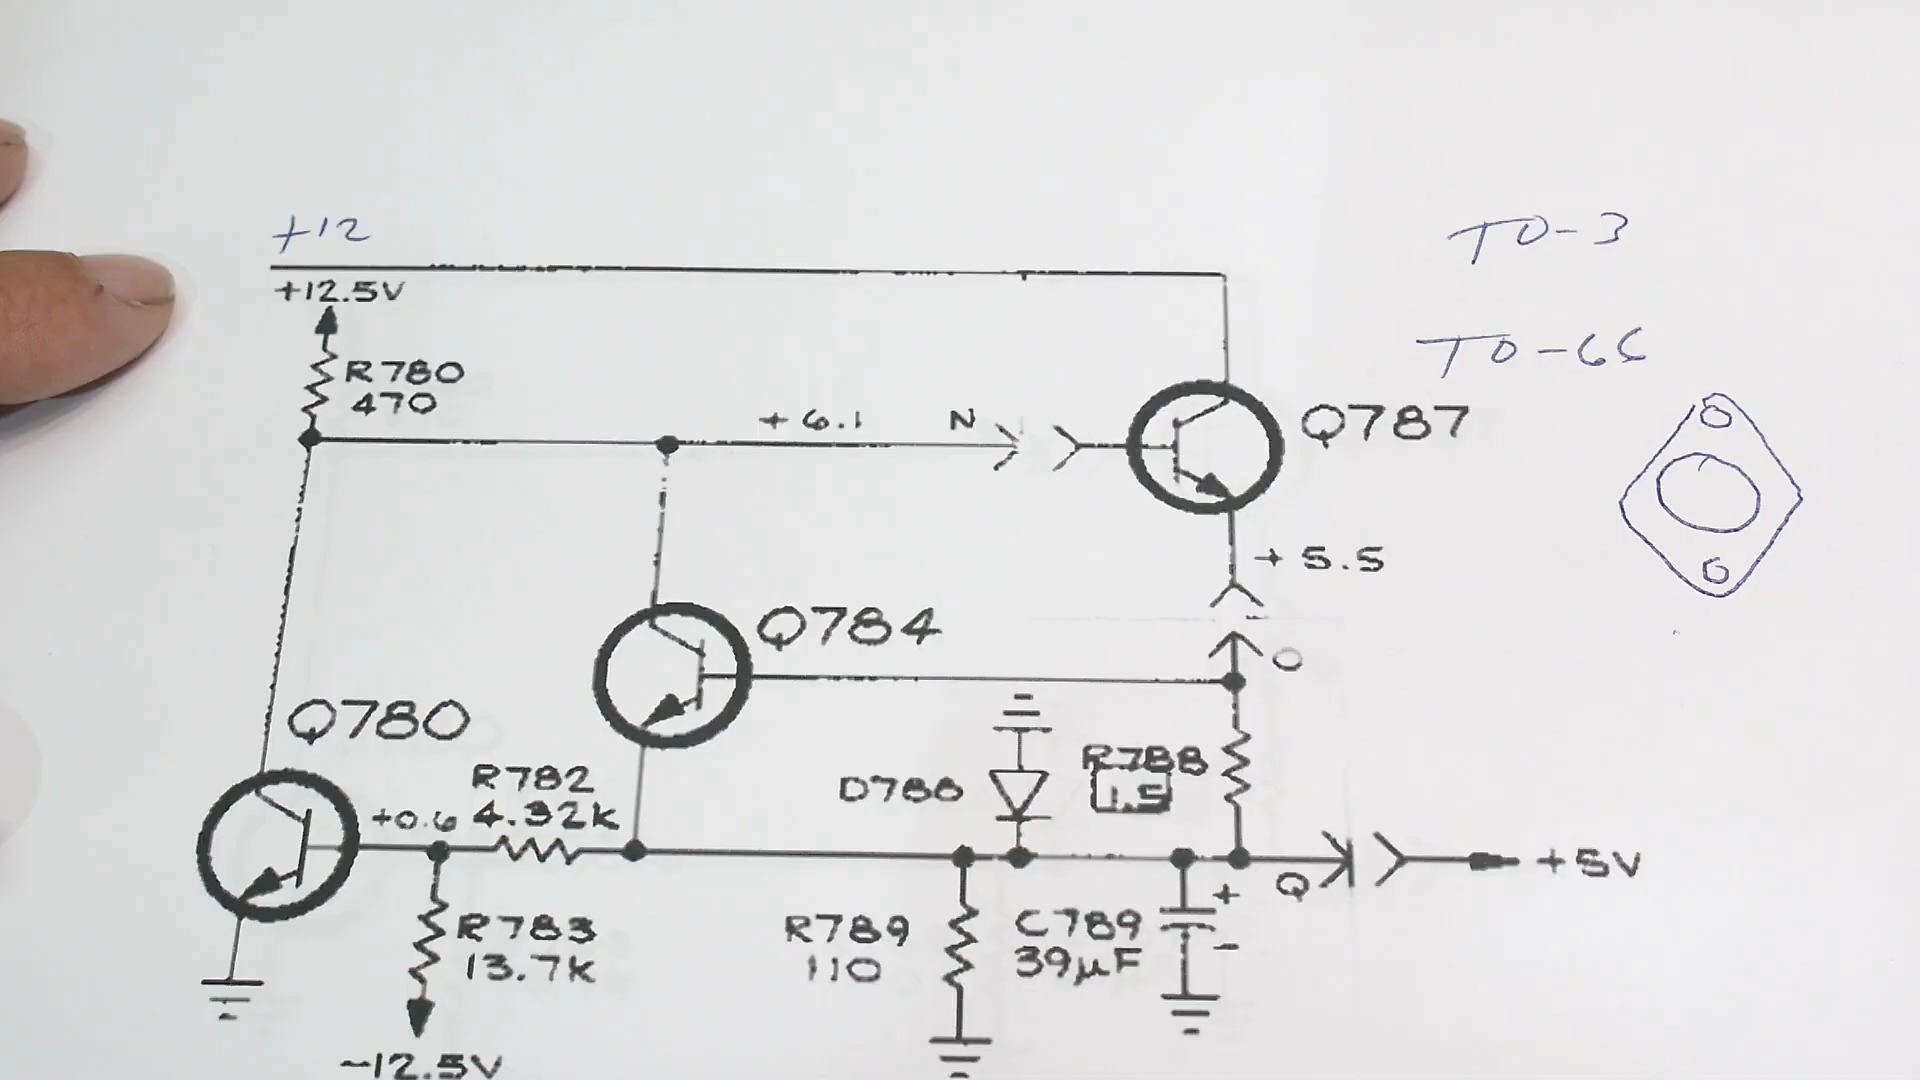 +12
TO-3
+12.5V
TO-66
R780
470
+6.1 N
Q787
+5.5
Q784
O
Q780
R782
4.32K
+0.6
D788
R788
1.5
Q
+5V
+
-
R783
13.7K
R789
110
C789
39µF
-12.5V